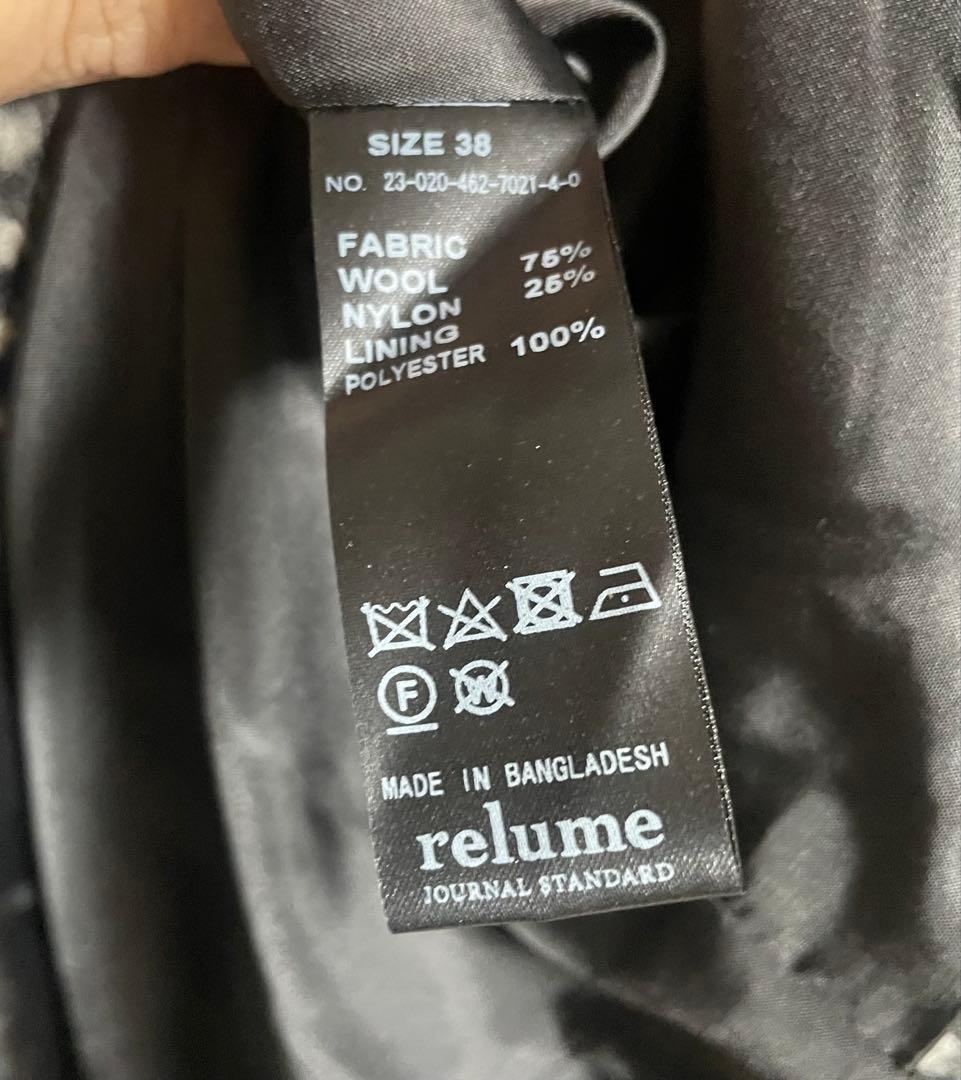 SIZE 38
NO. 23-020-462-7021-4-0
FABRIC
WOOL 75%
NYLON 25%
LINING
POLYESTER 100%
F W
MADE IN BANGLADESH
relume
JOURNAL STANDARD